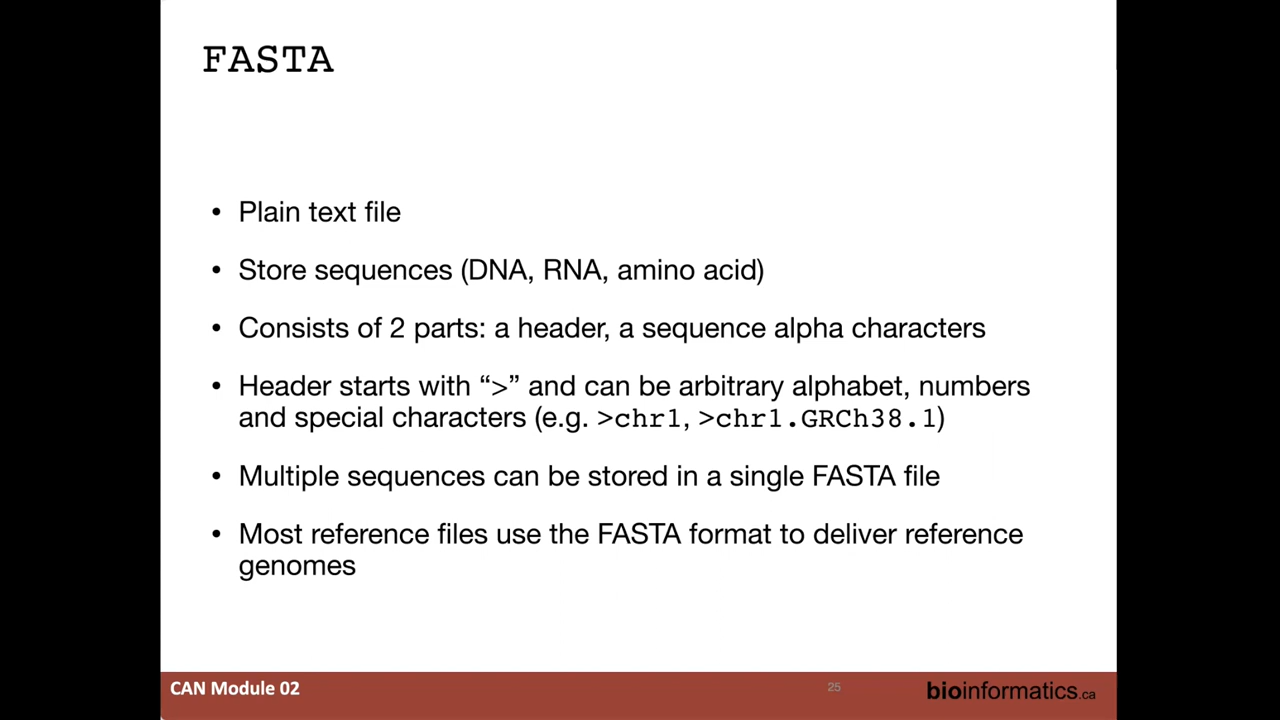 FASTA
• Plain text file
• Store sequences (DNA, RNA, amino acid)
• Consists of 2 parts: a header, a sequence alpha characters
• Header starts with “>” and can be arbitrary alphabet, numbers
and special characters (e.g. >chr1, >chr1.GRCh38.1)
• Multiple sequences can be stored in a single FASTA file
• Most reference files use the FASTA format to deliver reference
genomes
CAN Module 02
25
bioinformatics.ca